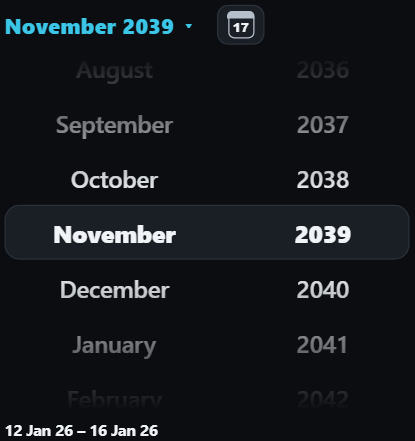 November 2039
17
August 2036
September 2037
October 2038
November 2039
December 2040
January 2041
February 2042
12 Jan 26 – 16 Jan 26